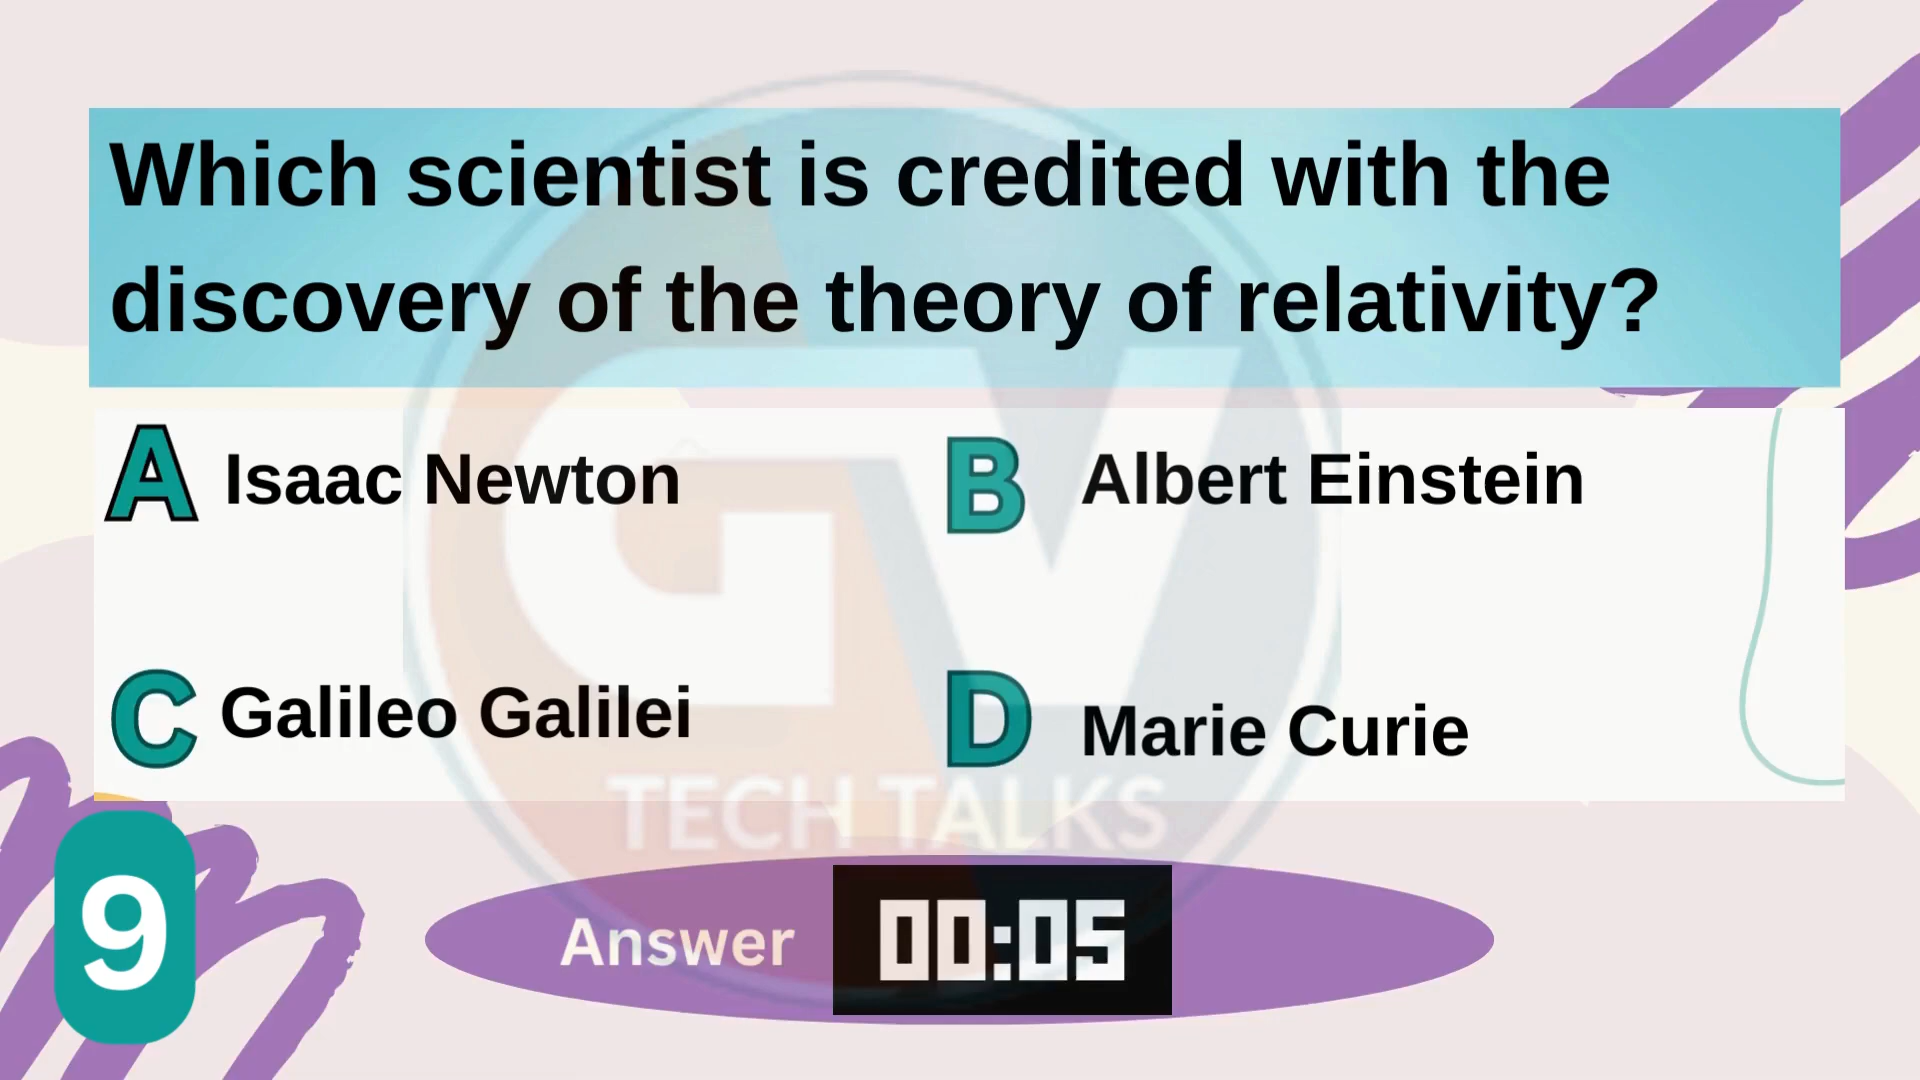 Which scientist is credited with the
discovery of the theory of relativity?
A Isaac Newton
B Albert Einstein
C Galileo Galilei
D Marie Curie
GV
TECH TALKS
9
Answer 00:05